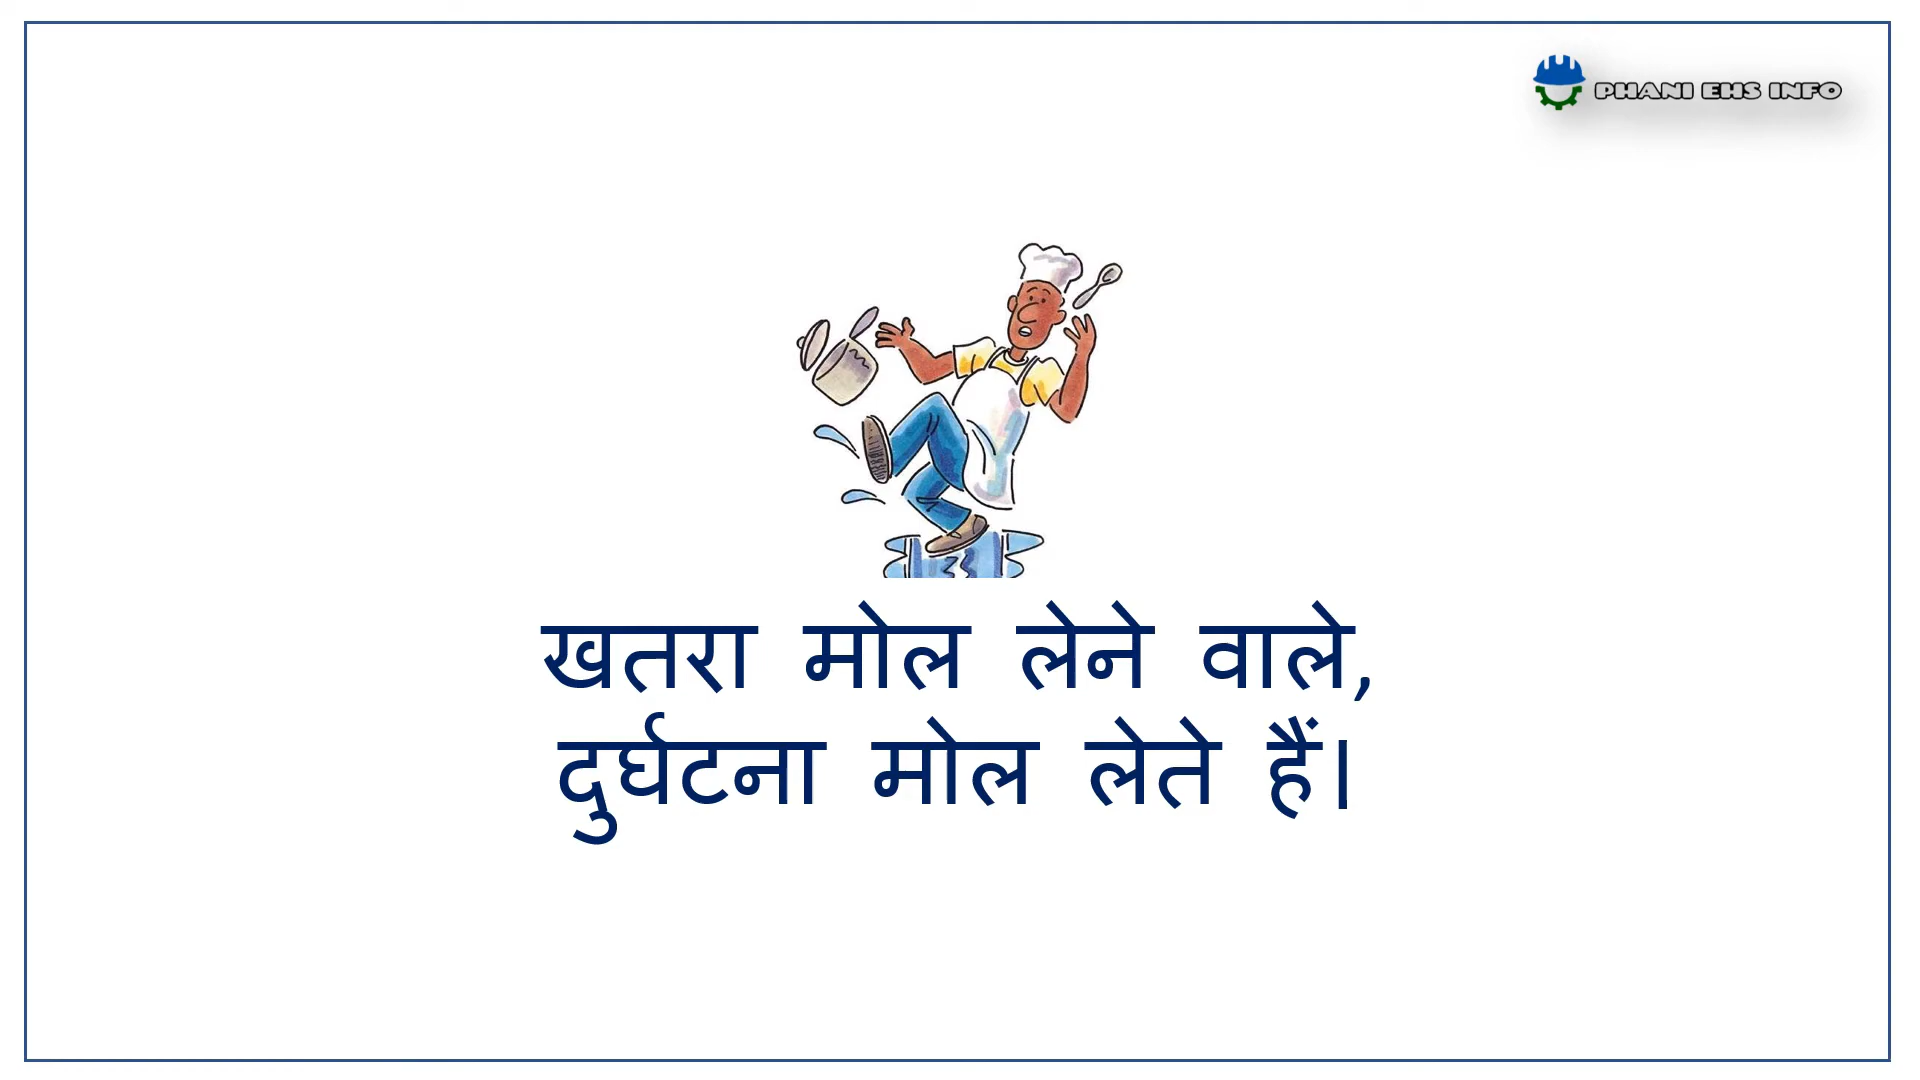 PHANI EHS INFO
खतरा मोल लेने वाले,
दुर्घटना मोल लेते हैं।